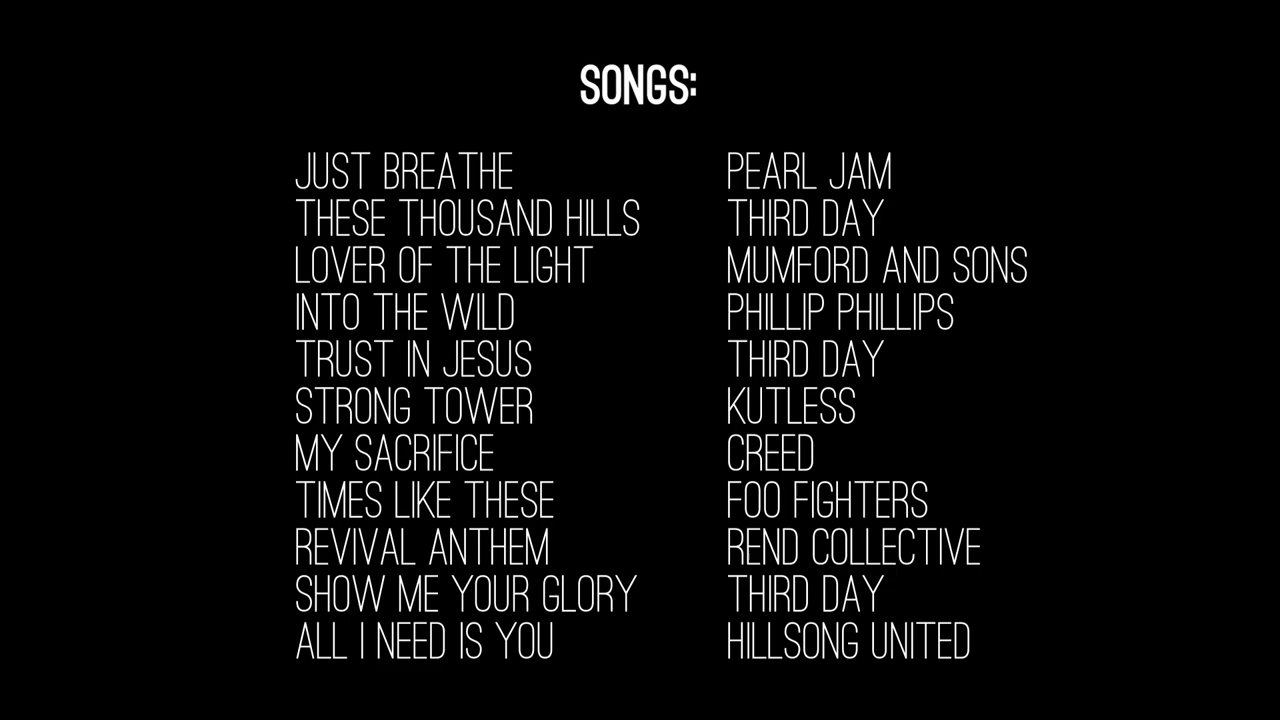 SONGS:
JUST BREATHE PEARL JAM
THESE THOUSAND HILLS THIRD DAY
LOVER OF THE LIGHT MUMFORD AND SONS
INTO THE WILD PHILLIP PHILLIPS
TRUST IN JESUS THIRD DAY
STRONG TOWER KUTLESS
MY SACRIFICE CREED
TIMES LIKE THESE FOO FIGHTERS
REVIVAL ANTHEM REND COLLECTIVE
SHOW ME YOUR GLORY THIRD DAY
ALL I NEED IS YOU HILLSONG UNITED